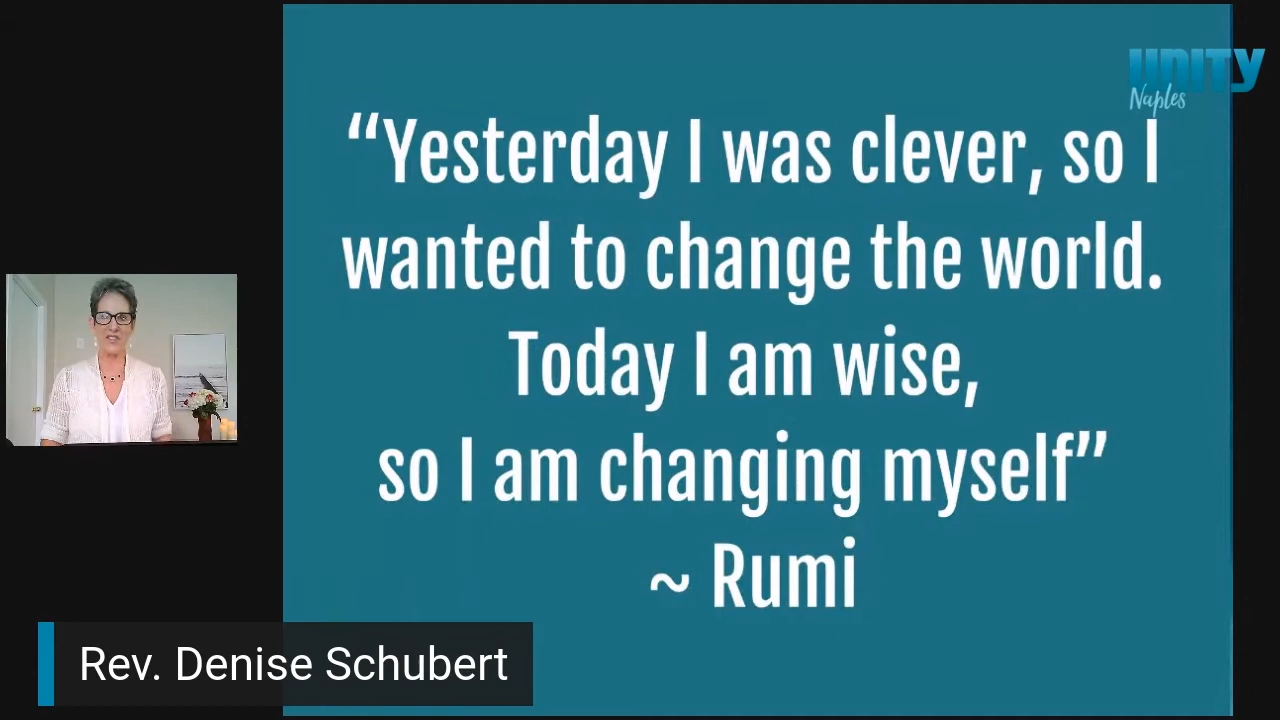 UNITY
Naples
“Yesterday I was clever, so I
wanted to change the world.
Today I am wise,
so I am changing myself”
~ Rumi
Rev. Denise Schubert